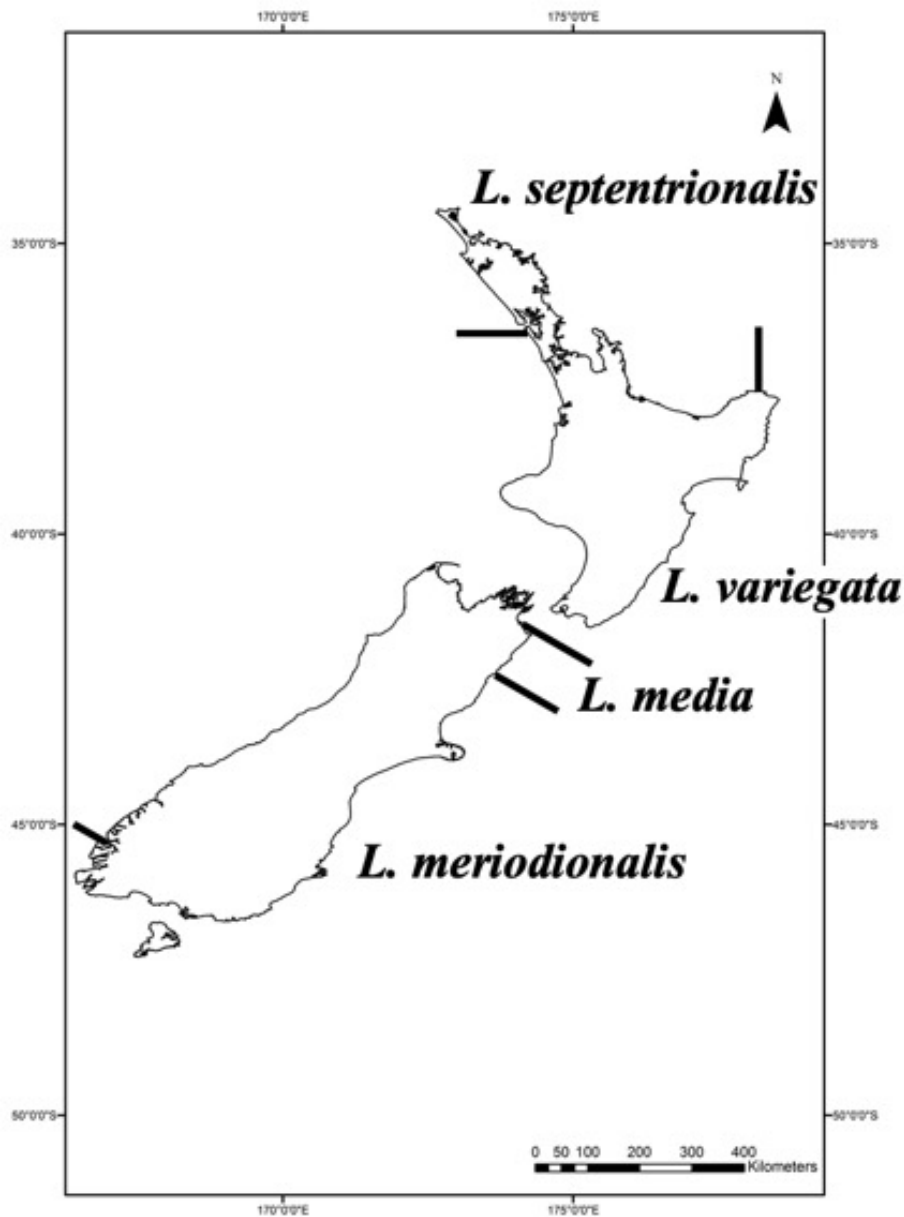 170°0'0"E 175°0'0"E
N
L. septentrionalis
35°0'0"S 35°0'0"S
40°0'0"S 40°0'0"S
L. variegata
L. media
45°0'0"S 45°0'0"S
L. meriodionalis
50°0'0"S 50°0'0"S
0 50 100 200 300 400
Kilometers
170°0'0"E 175°0'0"E